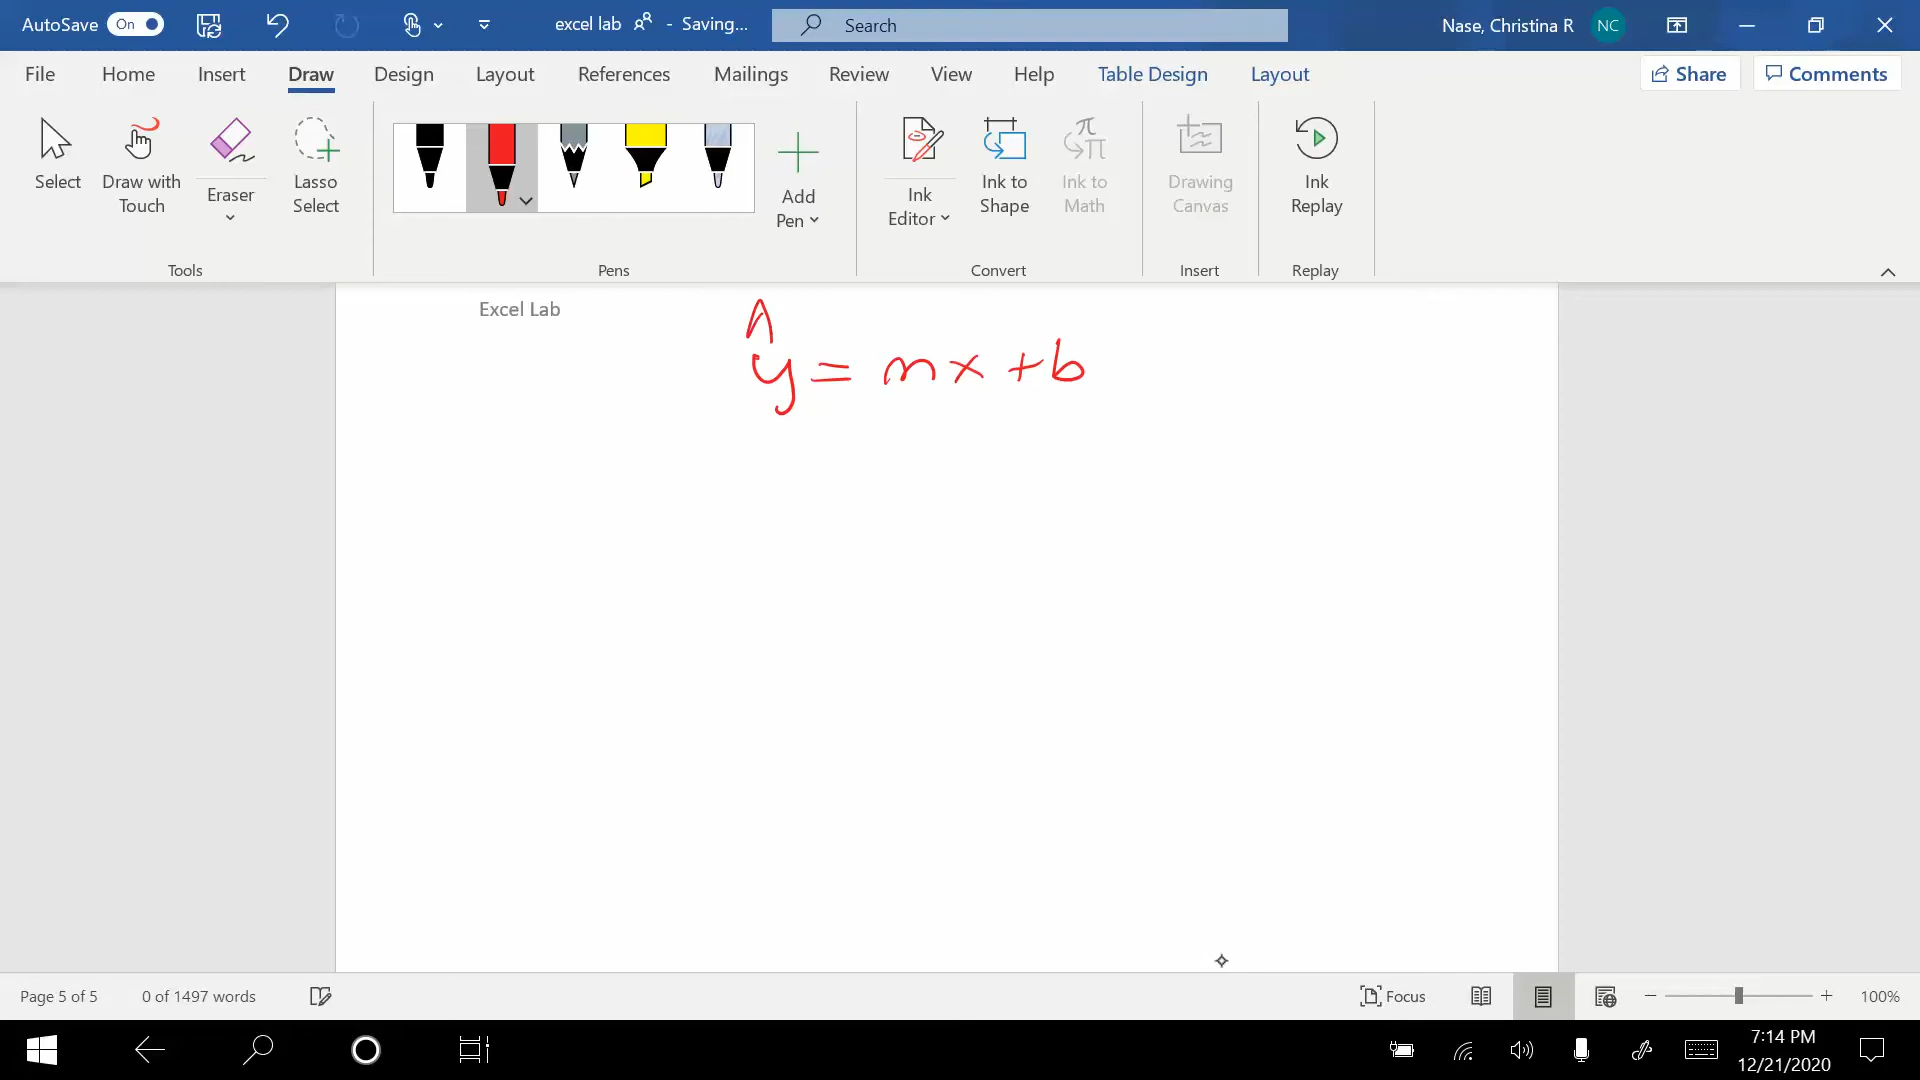 AutoSave On excel lab - Saving... Search Nase, Christina R NC
File Home Insert Draw Design Layout References Mailings Review View Help Table Design Layout Share Comments
Select Draw with Touch Eraser Lasso Select Add Pen Ink Editor Ink to Shape Ink to Math Drawing Canvas Ink Replay
Tools Pens Convert Insert Replay
Excel Lab
ŷ = mx + b
Page 5 of 5 0 of 1497 words Focus 100%
7:14 PM
12/21/2020